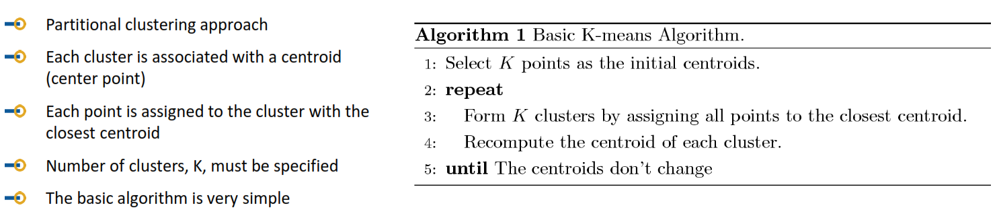 Partitional clustering approach
Each cluster is associated with a centroid
(center point)
Each point is assigned to the cluster with the
closest centroid
Number of clusters, K, must be specified
The basic algorithm is very simple
Algorithm 1 Basic K-means Algorithm.
1: Select K points as the initial centroids.
2: repeat
3: Form K clusters by assigning all points to the closest centroid.
4: Recompute the centroid of each cluster.
5: until The centroids don't change